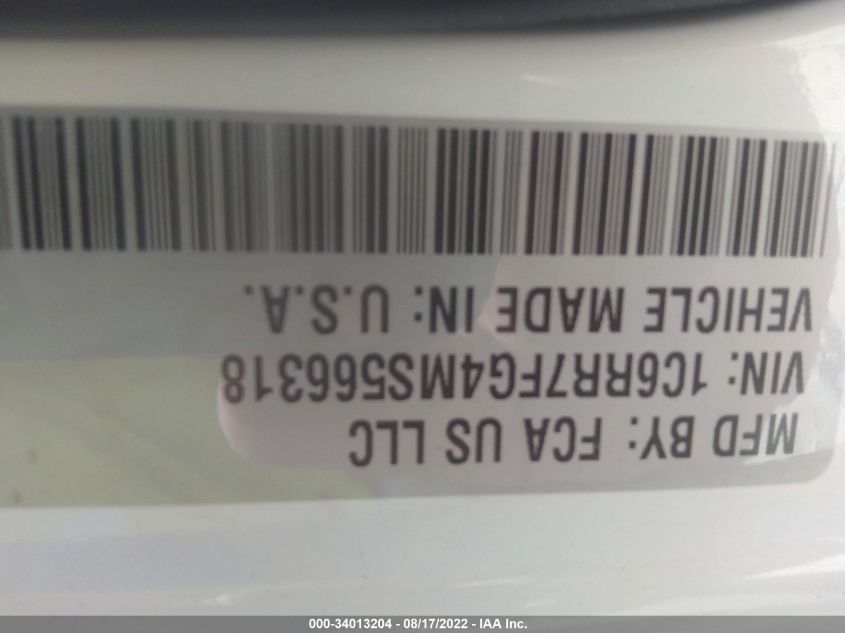 MFD BY: FCA US LLC
VIN: 1C6RR7FG4MS566318
VEHICLE MADE IN: U.S.A.
000-34013204 - 08/17/2022 - IAA Inc.